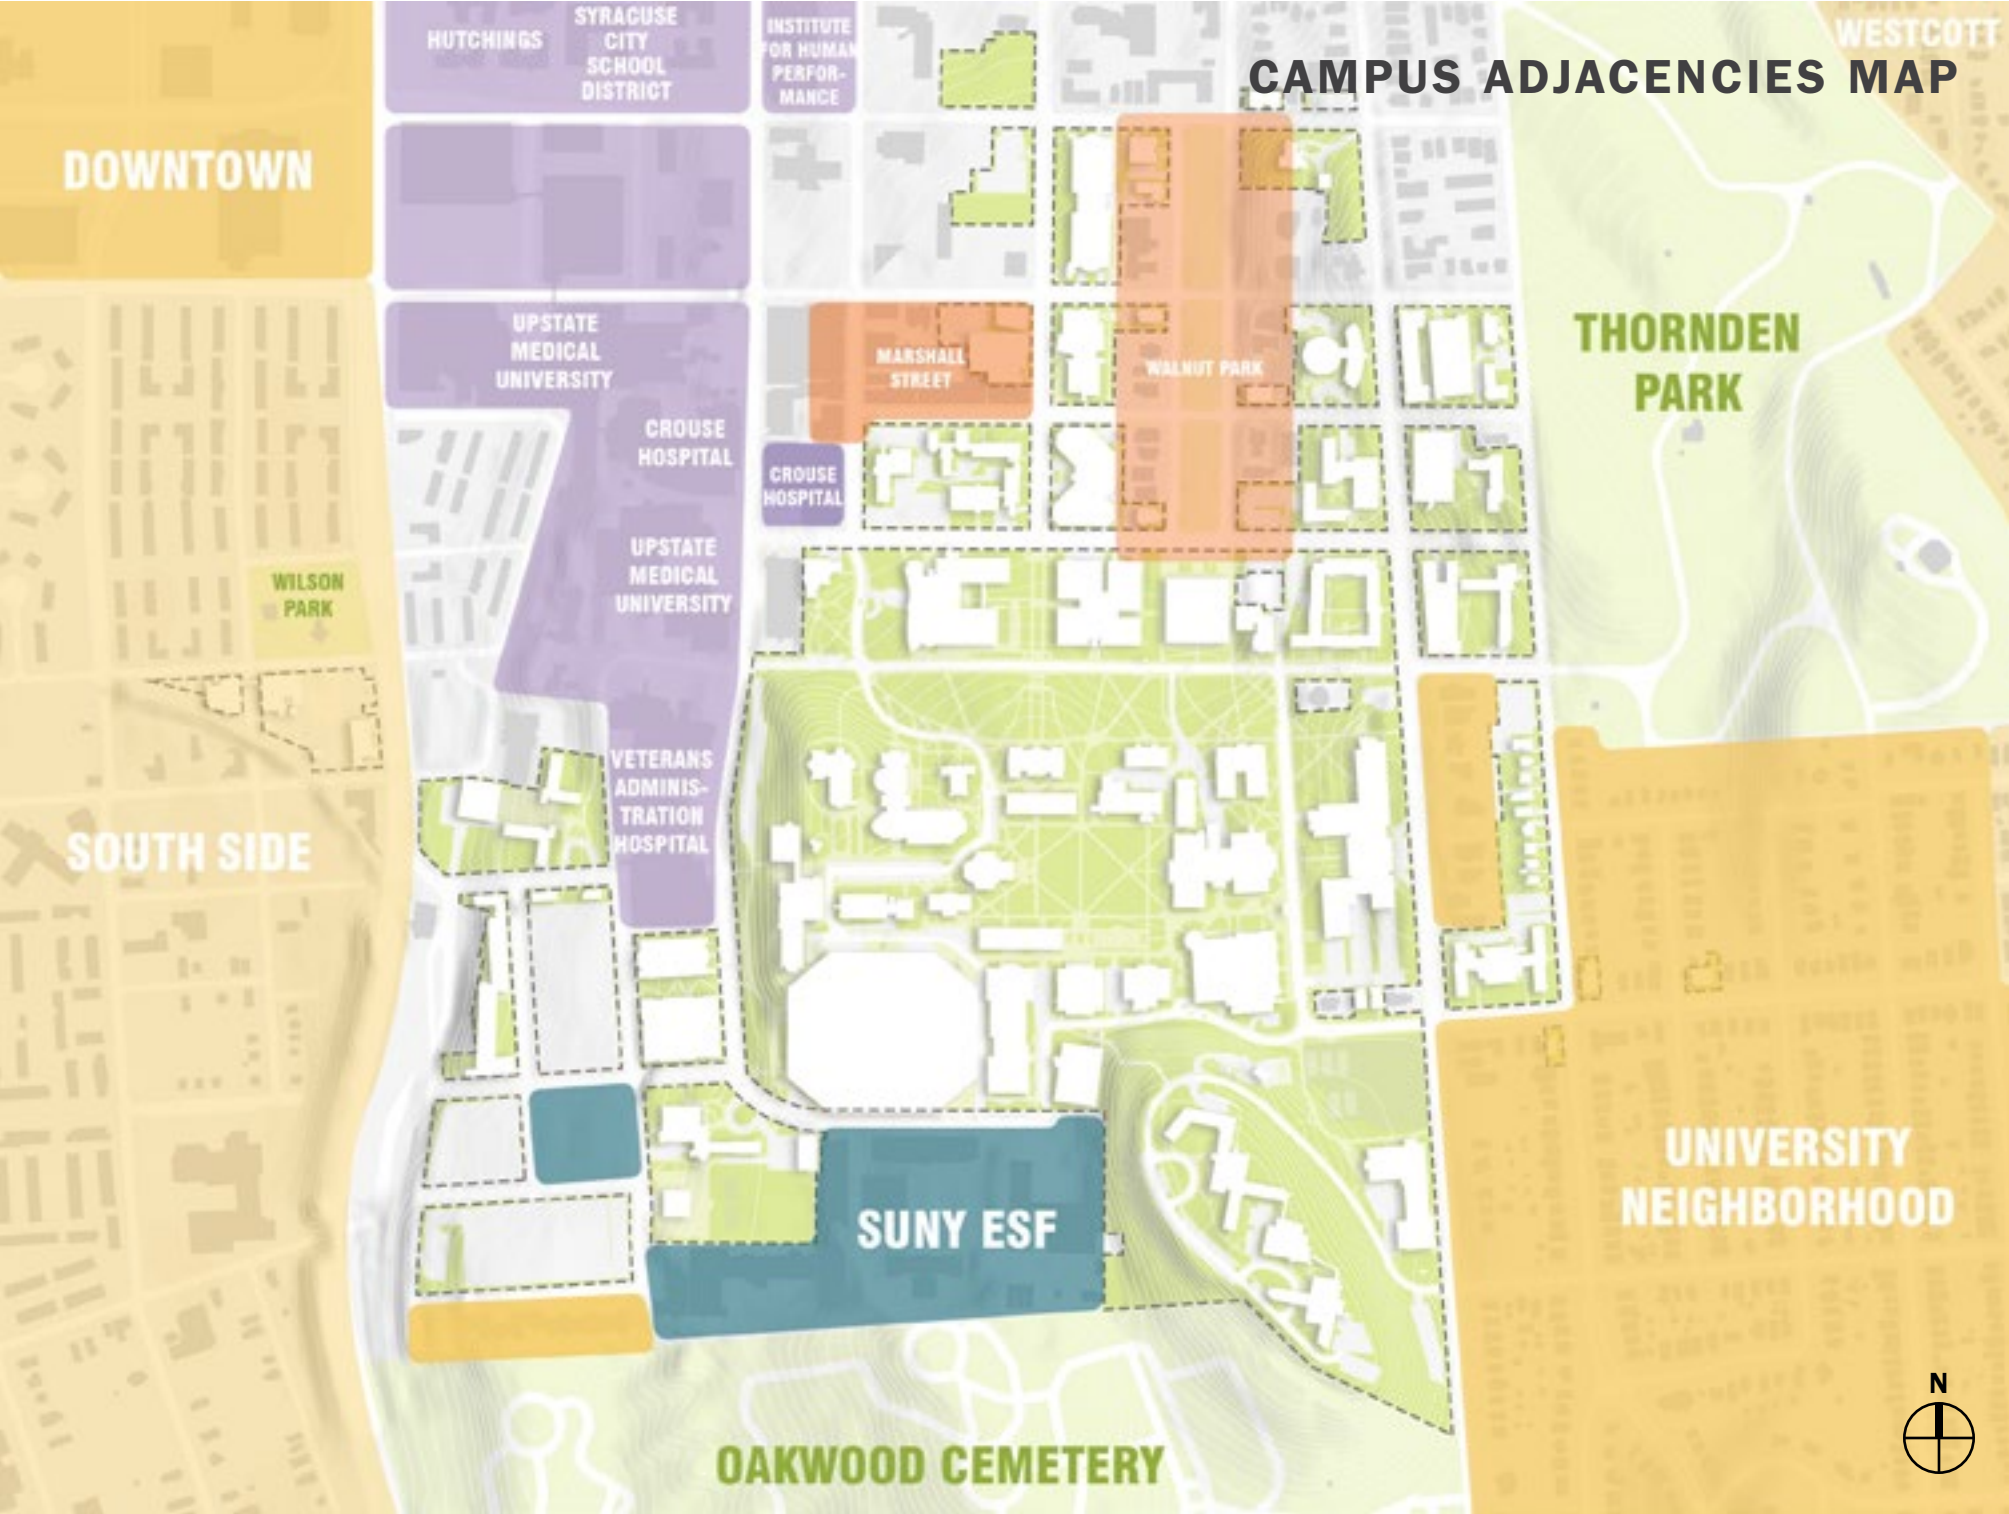 HUTCHINGS
SYRACUSE
CITY
SCHOOL
DISTRICT
INSTITUTE
FOR HUMAN
PERFOR-
MANCE
WESTCOTT
CAMPUS ADJACENCIES MAP
DOWNTOWN
UPSTATE
MEDICAL
UNIVERSITY
MARSHALL
STREET
WALNUT PARK
THORNDEN
PARK
CROUSE
HOSPITAL
CROUSE
HOSPITAL
UPSTATE
MEDICAL
UNIVERSITY
WILSON
PARK
VETERANS
ADMINIS-
TRATION
HOSPITAL
SOUTH SIDE
SUNY ESF
UNIVERSITY
NEIGHBORHOOD
OAKWOOD CEMETERY
N